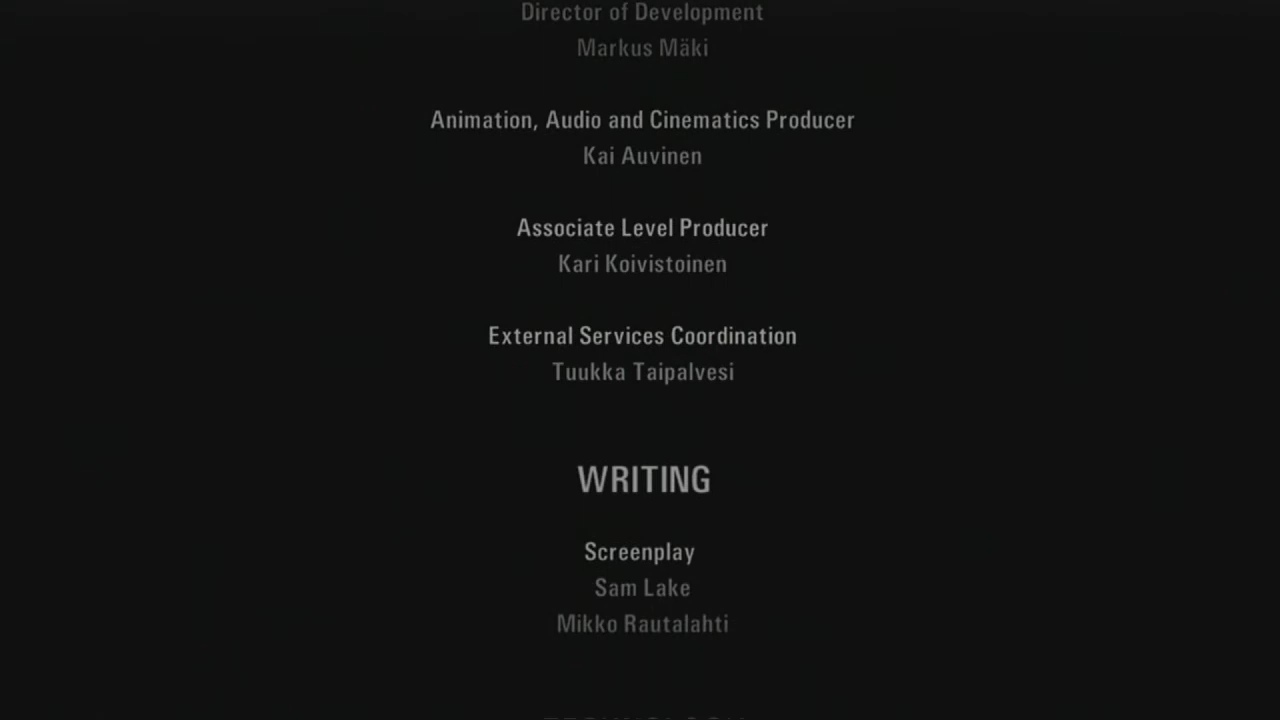 Director of Development
Markus Mäki
Animation, Audio and Cinematics Producer
Kai Auvinen
Associate Level Producer
Kari Koivistoinen
External Services Coordination
Tuukka Taipalvesi
WRITING
Screenplay
Sam Lake
Mikko Rautalahti